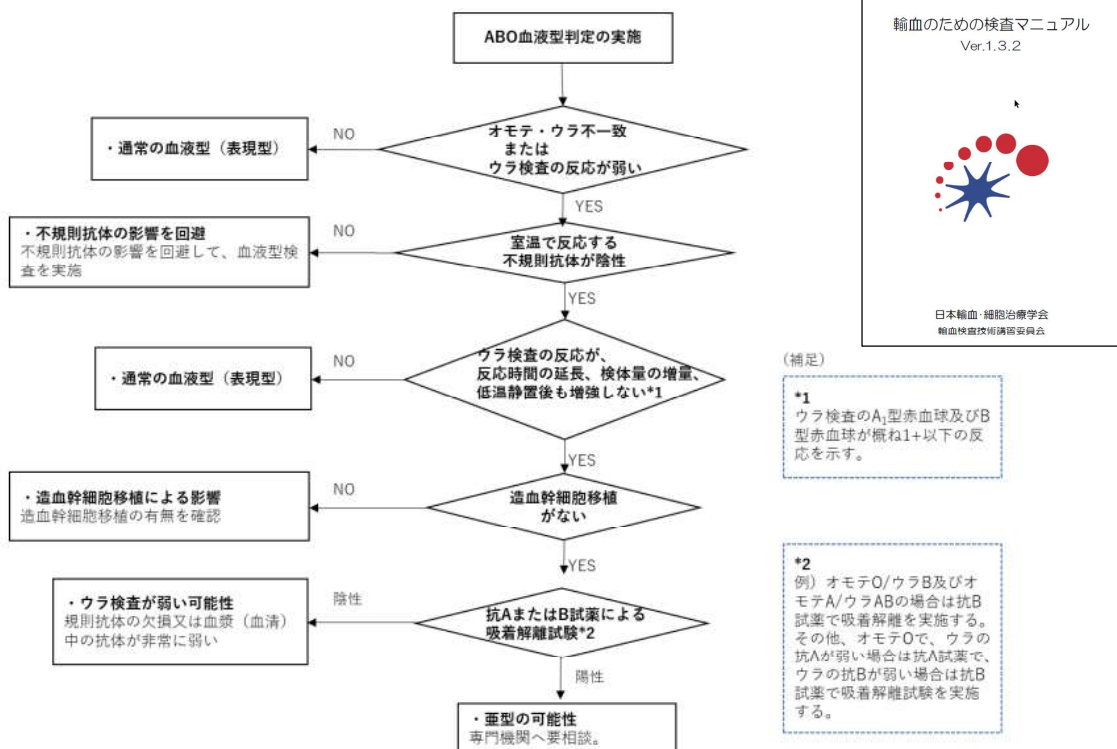 輸血のための検査マニュアル
Ver.1.3.2
日本輸血・細胞治療学会
輸血検査技術講習委員会
ABO血液型判定の実施
オモテ・ウラ不一致
または
ウラ検査の反応が弱い
NO
・通常の血液型（表現型）
YES
室温で反応する
不規則抗体が陰性
NO
・不規則抗体の影響を回避
不規則抗体の影響を回避して、血液型検
査を実施
YES
ウラ検査の反応が、
反応時間の延長、検体量の増量、
低温静置後も増強しない*1
NO
・通常の血液型（表現型）
YES
造血幹細胞移植
がない
NO
・造血幹細胞移植による影響
造血幹細胞移植の有無を確認
YES
抗AまたはB試薬による
吸着解離試験*2
陰性
・ウラ検査が弱い可能性
規則抗体の欠損又は血漿（血清）
中の抗体が非常に弱い
陽性
・亜型の可能性
専門機関へ要相談。
(補足)
*1
ウラ検査のA₁型赤血球及びB
型赤血球が概ね1+以下の反
応を示す。
*2
例）オモテO/ウラB及びオ
モテA/ウラABの場合は抗B
試薬で吸着解離を実施する。
その他、オモテOで、ウラの
抗Aが弱い場合は抗A試薬で、
ウラの抗Bが弱い場合は抗B
試薬で吸着解離試験を実施
する。